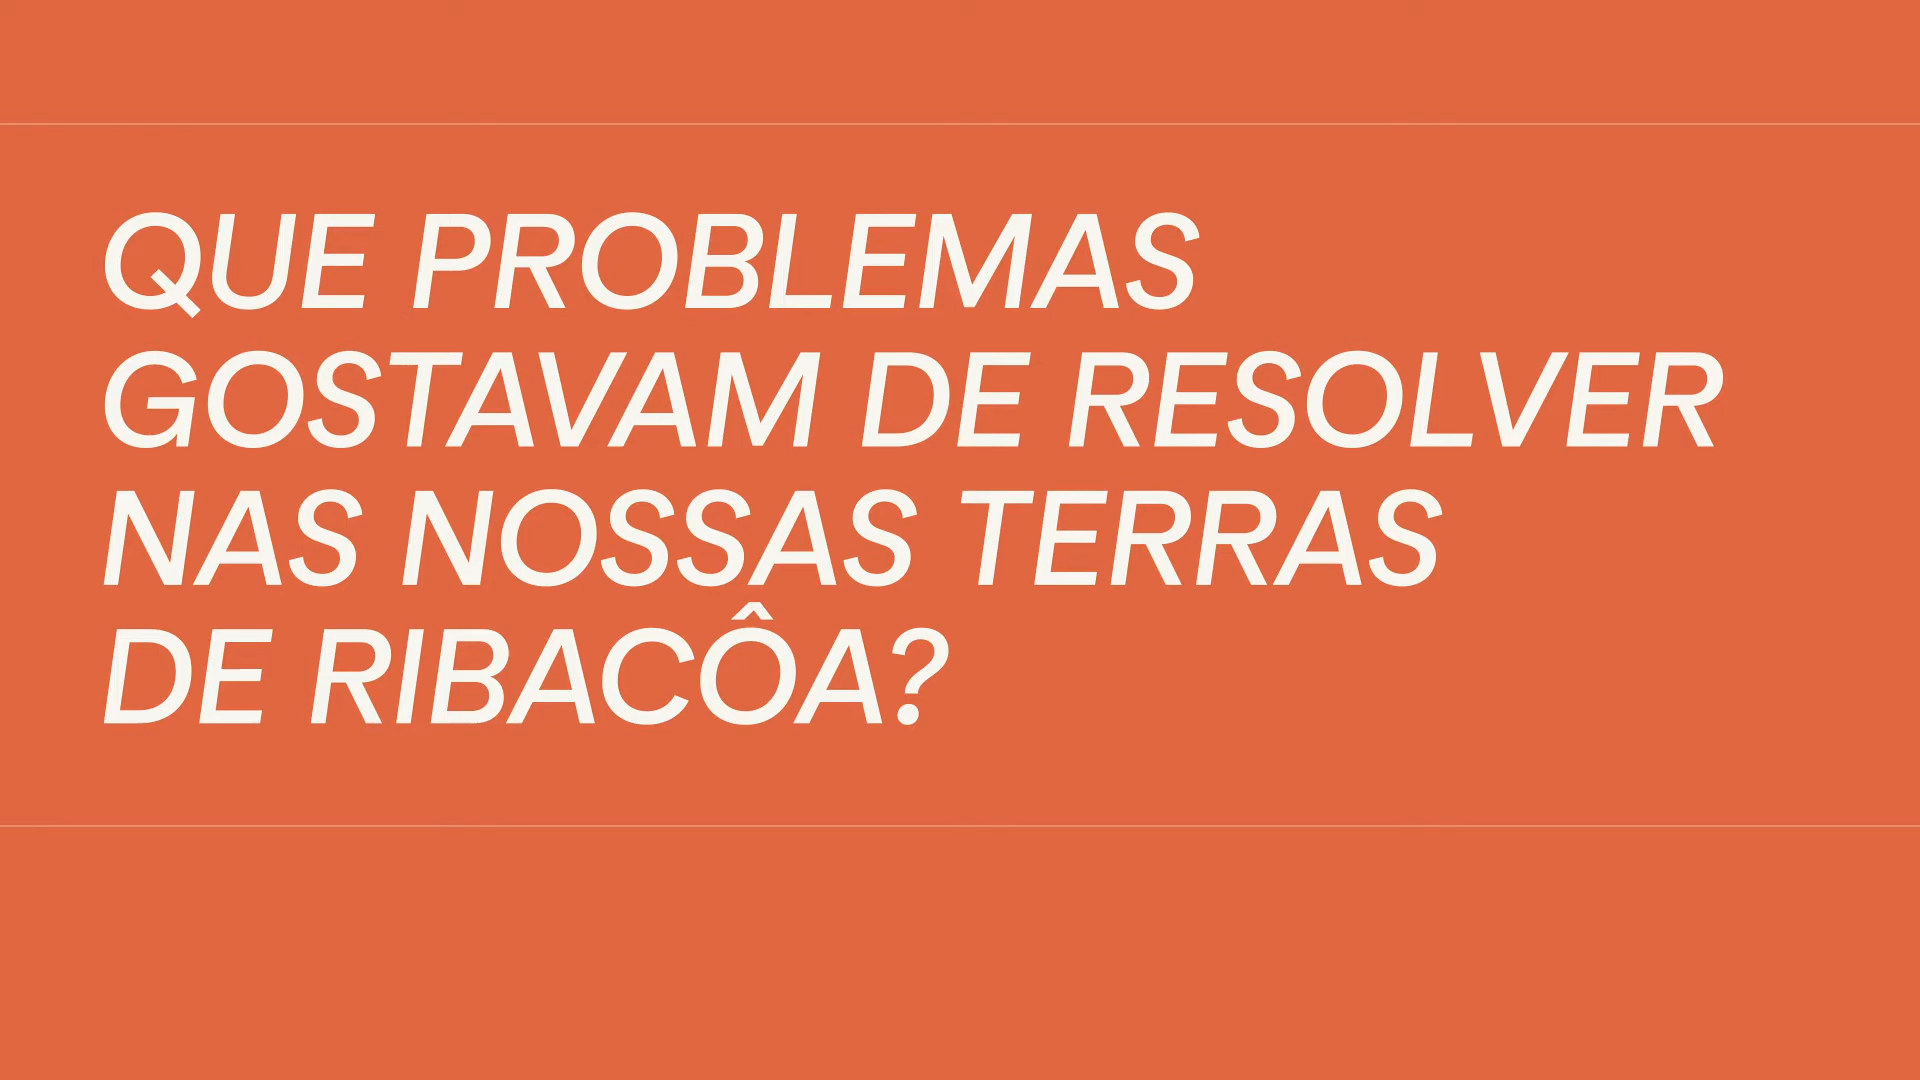 QUE PROBLEMAS
GOSTAVAM DE RESOLVER
NAS NOSSAS TERRAS
DE RIBACÔA?